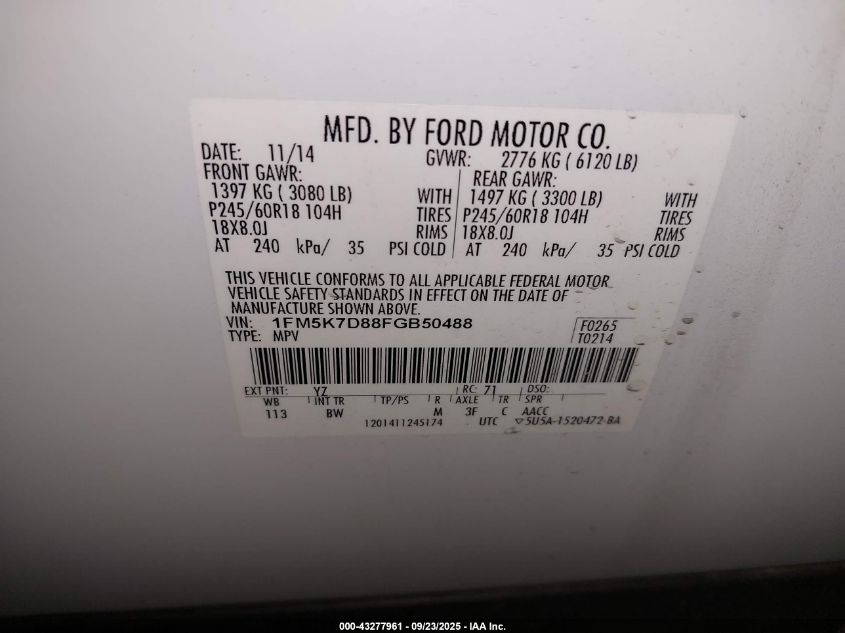 MFD. BY FORD MOTOR CO.
DATE: 11/14 GVWR: 2776 KG ( 6120 LB)
FRONT GAWR: REAR GAWR:
1397 KG ( 3080 LB) WITH 1497 KG ( 3300 LB) WITH
P245/60R18 104H TIRES P245/60R18 104H TIRES
18X8.0J RIMS 18X8.0J RIMS
AT 240 kPa/ 35 PSI COLD AT 240 kPa/ 35 PSI COLD
THIS VEHICLE CONFORMS TO ALL APPLICABLE FEDERAL MOTOR
VEHICLE SAFETY STANDARDS IN EFFECT ON THE DATE OF
MANUFACTURE SHOWN ABOVE.
VIN: 1FM5K7D88FGB50488 F0265
TYPE: MPV T0214
EXT PNT: YZ RC: 71 DSO:
WB INT TR TP/PS R AXLE TR SPR
113 BW M 3F C AACC
1201411245174 UTC ▽5U5A-1520472-BA
000-43277961 - 09/23/2025 - IAA Inc.